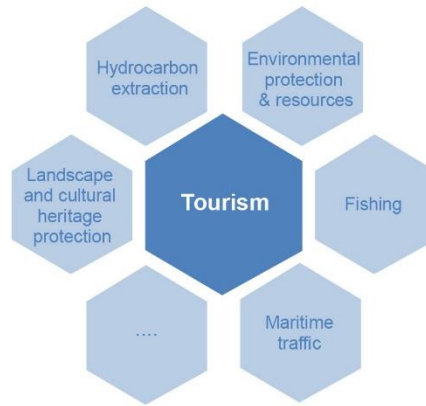 Hydrocarbon
extraction
Environmental
protection
& resources
Landscape
and cultural
heritage
protection
Tourism
Fishing
....
Maritime
traffic